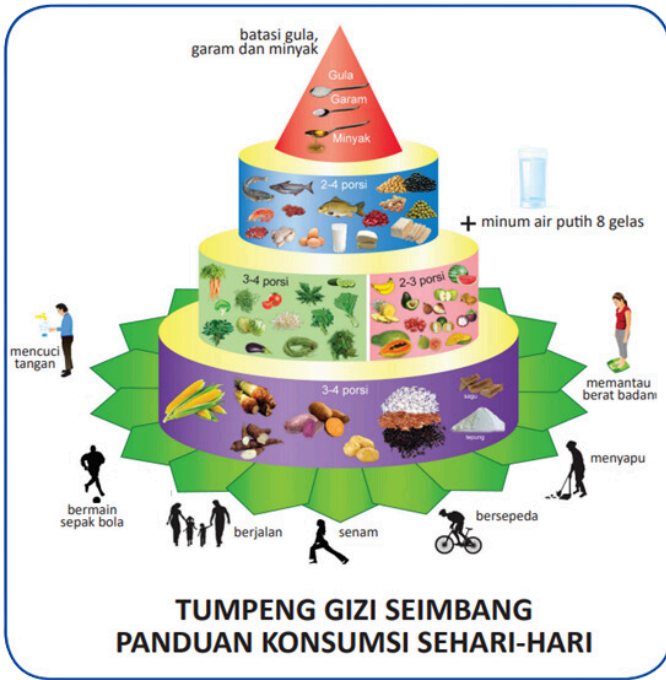 batasi gula,
garam dan minyak
Gula
Garam
Minyak
2-4 porsi
+ minum air putih 8 gelas
3-4 porsi
2-3 porsi
mencuci
tangan
memantau
berat badan
3-4 porsi
sagu
tepung
menyapu
bermain
sepak bola
berjalan
senam
bersepeda
TUMPENG GIZI SEIMBANG
PANDUAN KONSUMSI SEHARI-HARI